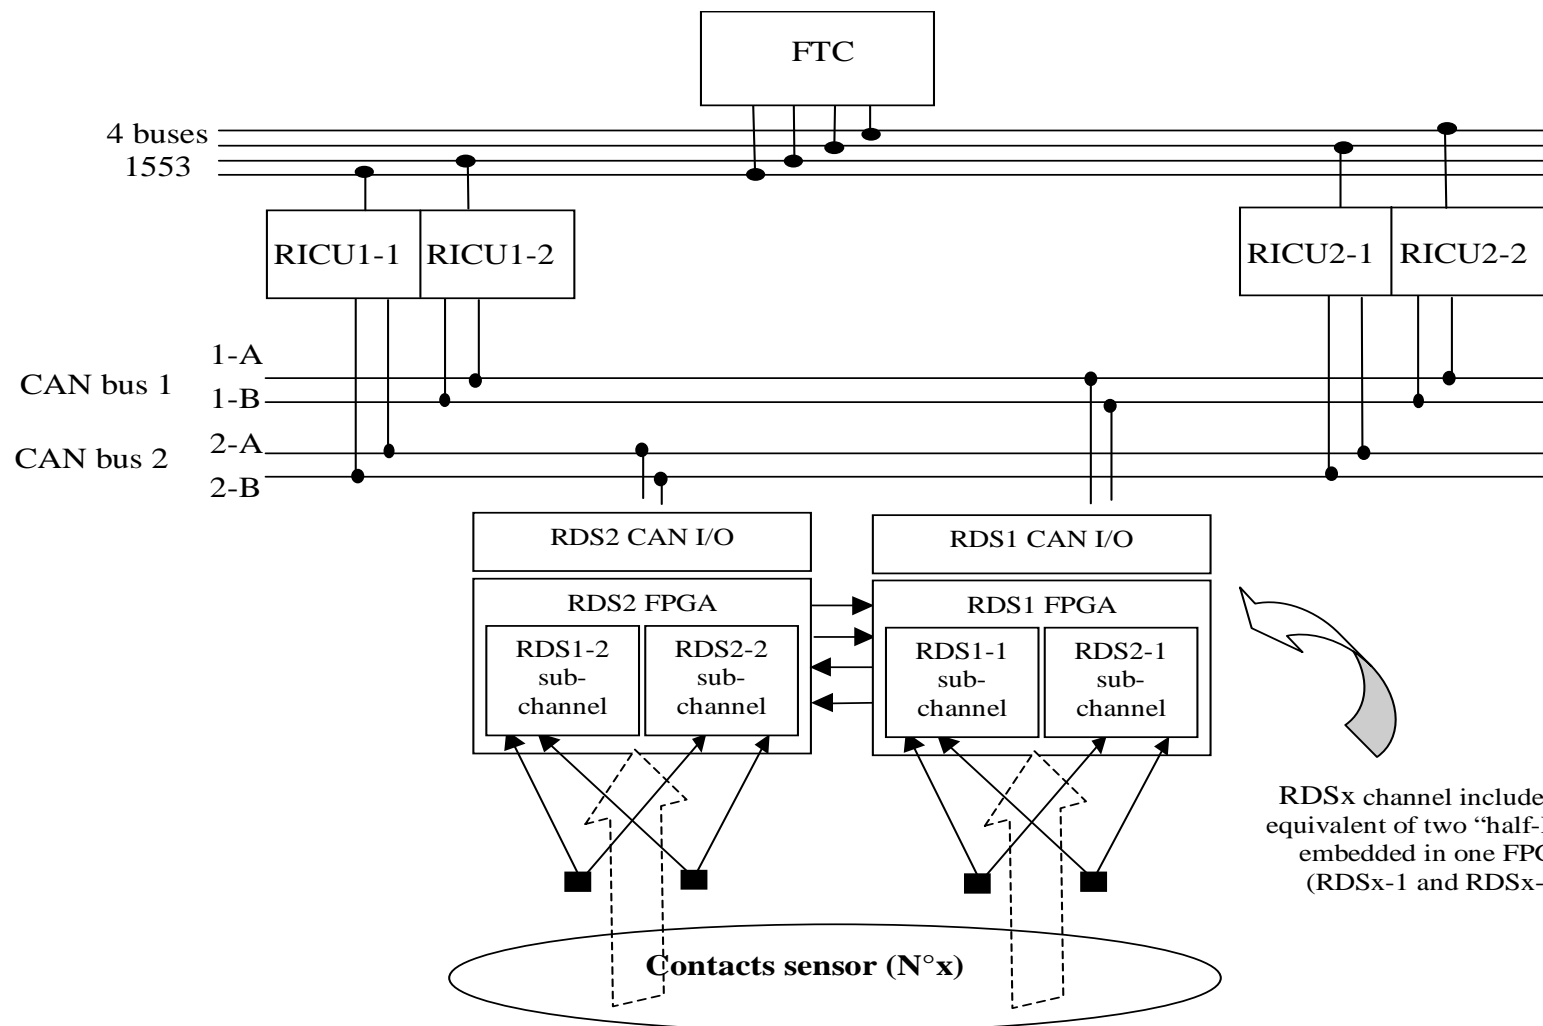 FTC
4 buses
1553
RICU1-1
RICU1-2
RICU2-1
RICU2-2
1-A
CAN bus 1
1-B
2-A
CAN bus 2
2-B
RDS2 CAN I/O
RDS1 CAN I/O
RDS2 FPGA
RDS1 FPGA
RDS1-2
sub-
channel
RDS2-2
sub-
channel
RDS1-1
sub-
channel
RDS2-1
sub-
channel
RDSx channel include
equivalent of two “half-
embedded in one FPG
(RDSx-1 and RDSx-
Contacts sensor (N°x)